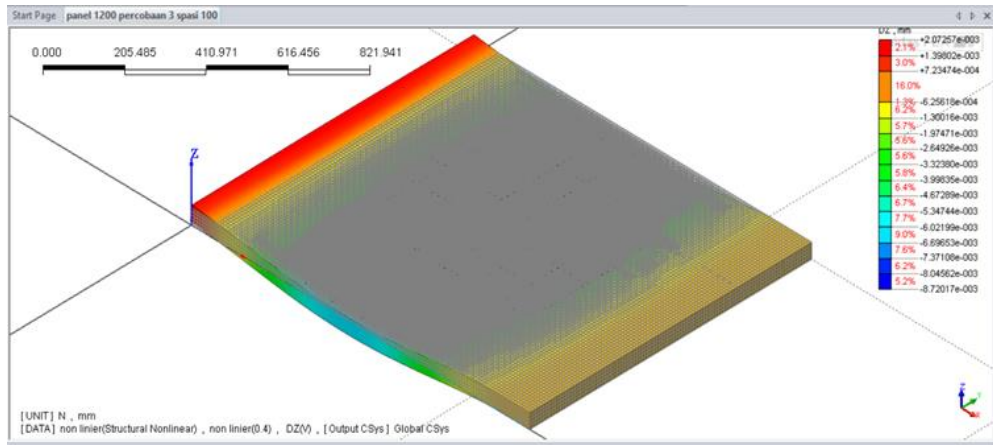 Start Page panel 1200 percobaan 3 spasi 100
0.000 205.485 410.971 616.456 821.941
DZ , mm
+2.07257e-003
2.1%
+1.39802e-003
3.0%
+7.23474e-004
16.0%
1.3%
-6.25618e-004
6.2%
-1.30016e-003
5.7%
-1.97471e-003
5.6%
-2.64926e-003
5.6%
-3.32380e-003
5.8%
-3.99835e-003
6.4%
-4.67289e-003
6.7%
-5.34744e-003
7.7%
-6.02199e-003
9.0%
-6.69653e-003
7.6%
-7.37108e-003
6.2%
-8.04562e-003
5.2%
-8.72017e-003
Z
[UNIT] N , mm
[DATA] non linier(Structural Nonlinear) , non linier(0.4) , DZ(V) , [Output CSys] Global CSys